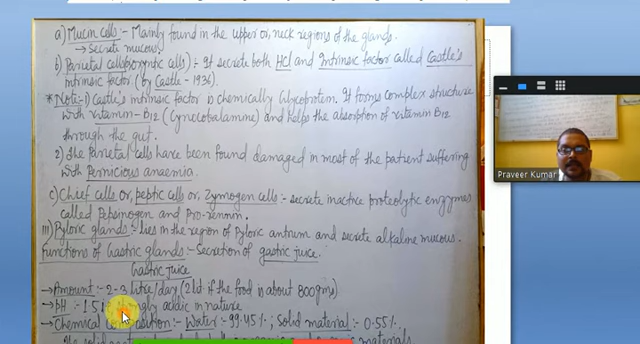 a) Mucin cells :- Mainly found in the upper or, neck regions of the glands.
→ Secrete mucous
b) Parietal cells (oxyntic cells) :- It secrete both HCl and Intrinsic factor called Castle's
intrinsic factor (by Castle - 1936).
*Note:- 1) Castle's intrinsic factor is chemically Glycoprotein. It forms complex structure
with vitamin-B12 (Cynocobalamine) and helps the absorption of vitamin B12
through the gut.
2) The Parietal cells have been found damaged in most of the patient suffering
with Pernicious anaemia.
c) Chief cells or, peptic cells or, Zymogen cells :- secrete inactive proteolytic enzymes
called Pepsinogen and Pro-rennin.
III) Pyloric glands :- lies in the region of Pyloric antrum and secrete alkaline mucous.
Functions of Gastric glands :- Secretion of gastric juice.
Gastric juice
→ Amount :- 2-3 litre/day (2 lit if the food is about 800gms)
→ PH :- 1.5 acidic in nature
→ Chemical :- Water :- 99.45% ; Solid material :- 0.55%
materials
Praveer Kumar